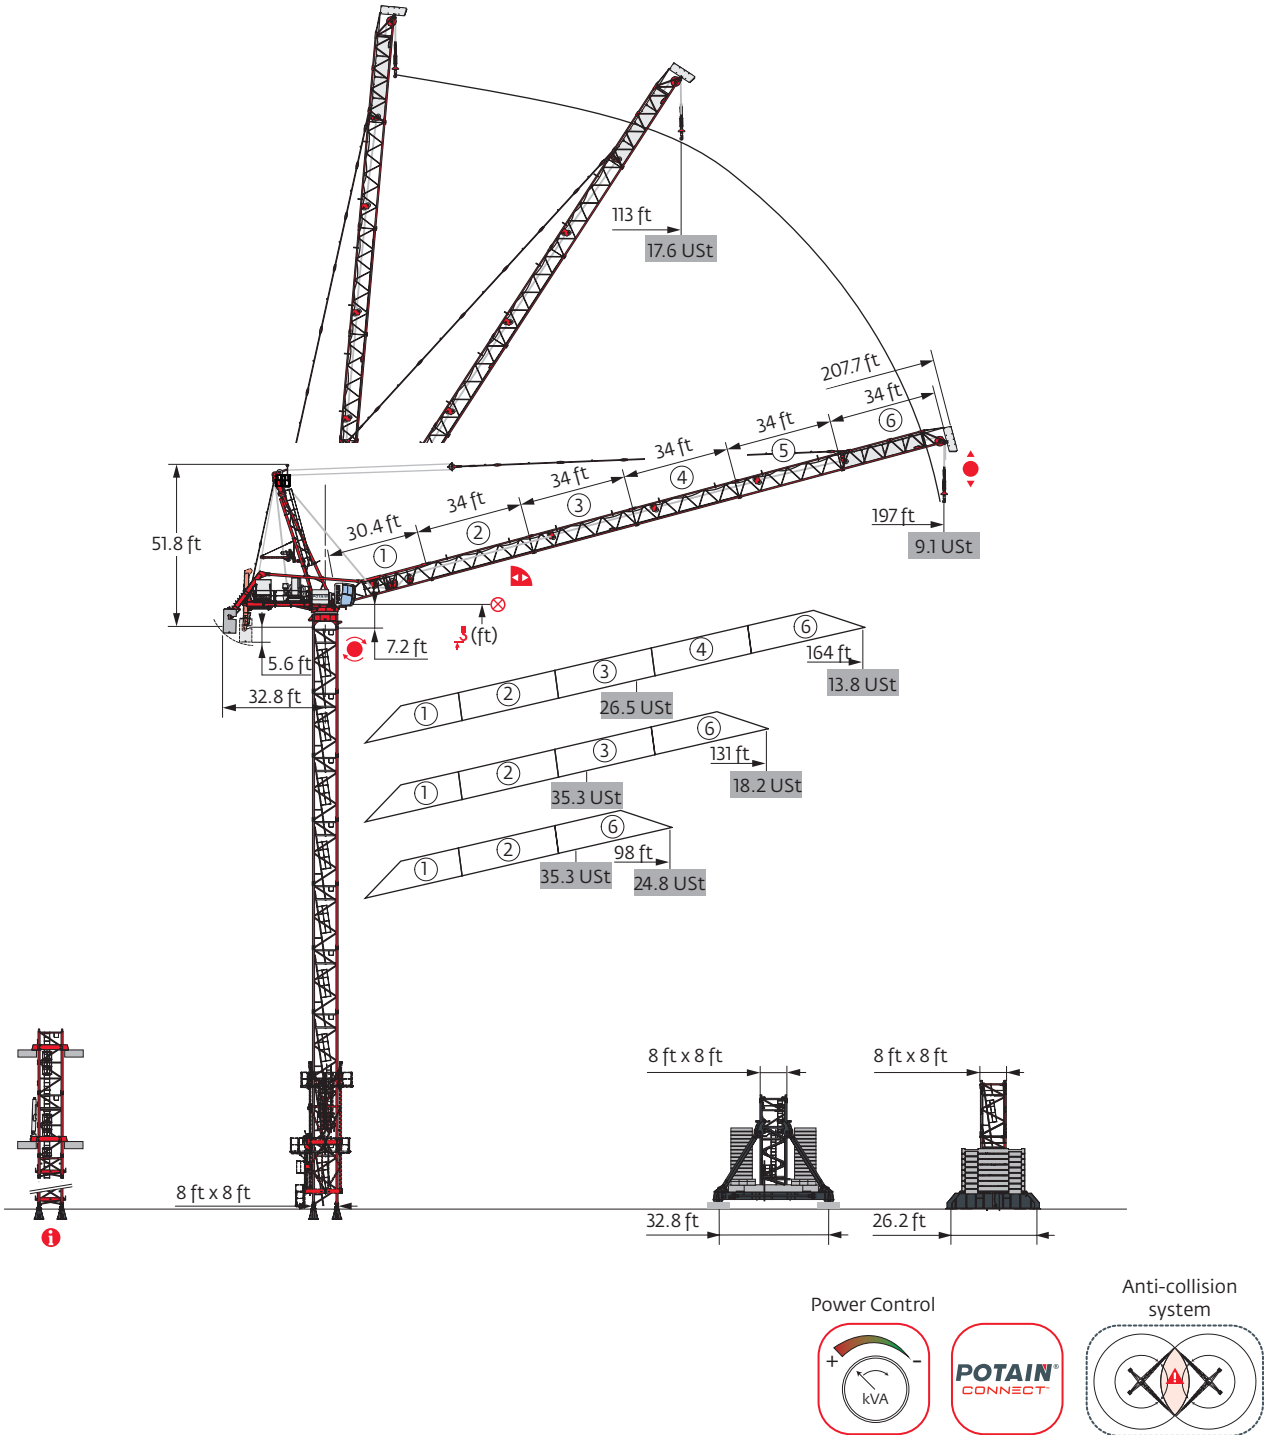 113 ft
17.6 USt
207.7 ft
34 ft
6
34 ft
5
34 ft
4
34 ft
3
34 ft
2
30.4 ft
1
51.8 ft
197 ft
9.1 USt
(ft)
7.2 ft
5.6 ft
32.8 ft
1 2 3 4 6
164 ft
13.8 USt
26.5 USt
1 2 3 6
131 ft
18.2 USt
35.3 USt
1 2 6
98 ft
35.3 USt
24.8 USt
8 ft x 8 ft
8 ft x 8 ft
8 ft x 8 ft
i
32.8 ft
26.2 ft
Power Control
+ -
kVA
POTAIN®
CONNECT™
Anti-collision
system